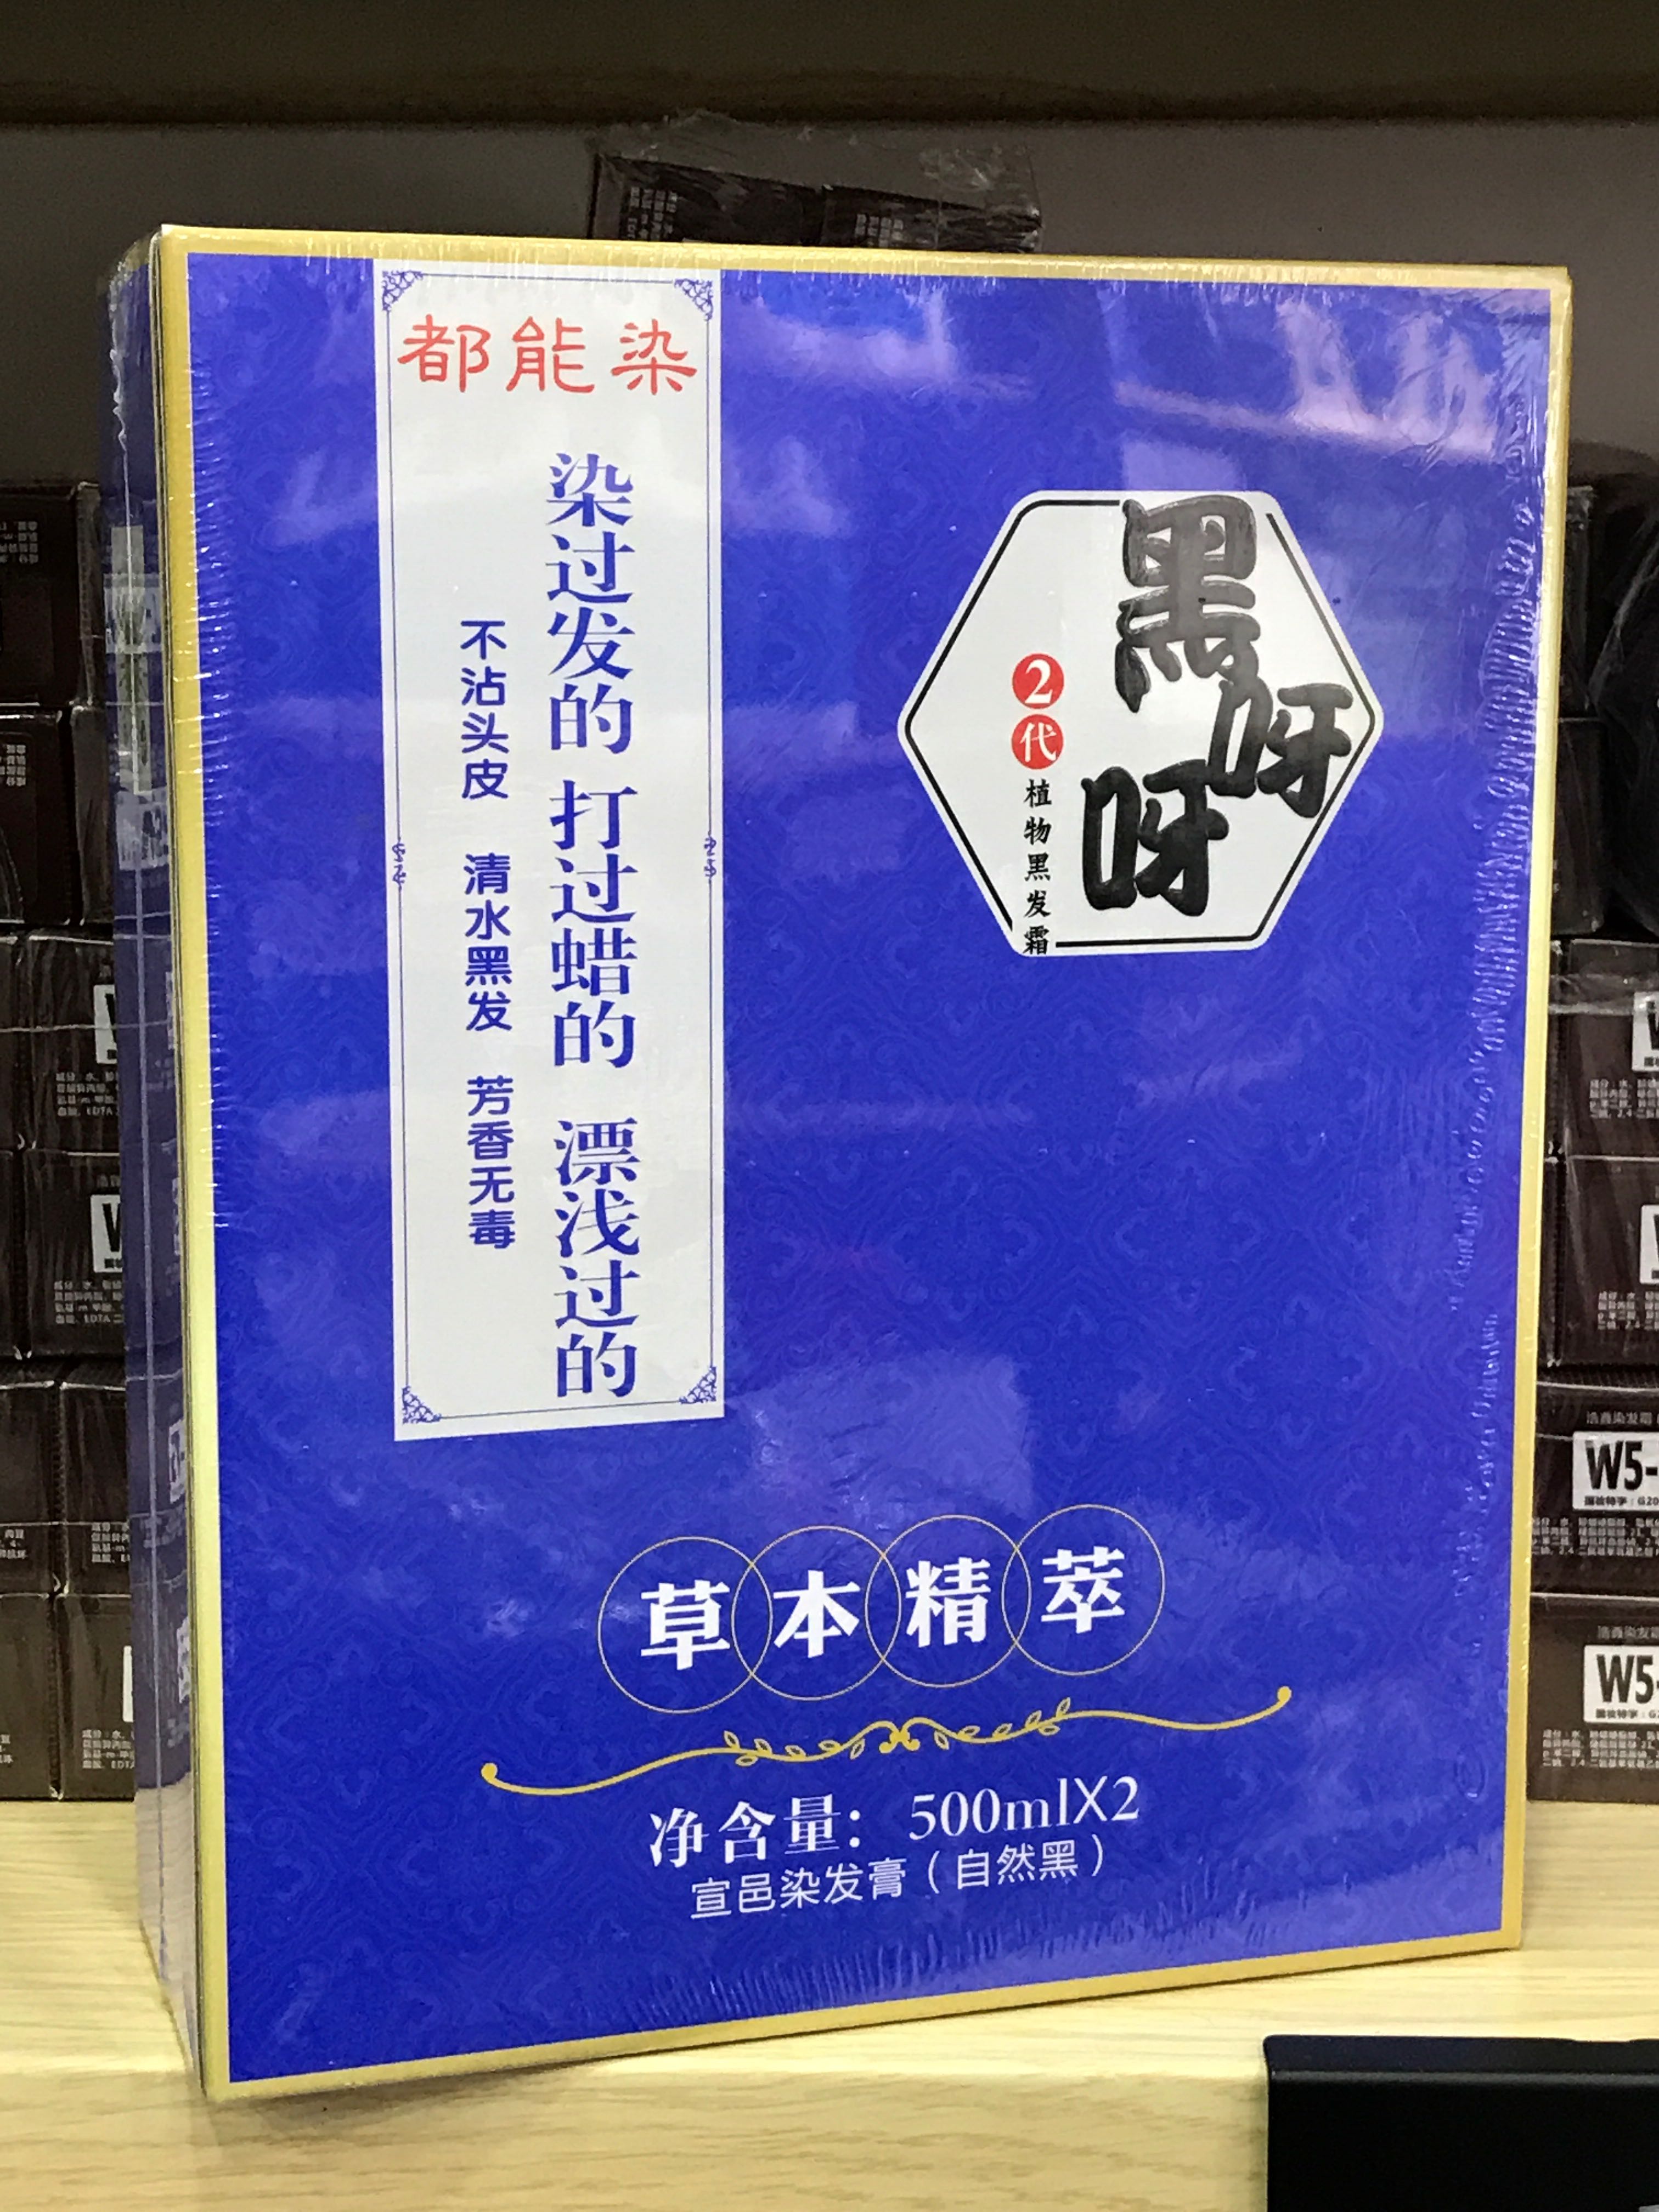 都能染
染过发的 打过蜡的 漂浅过的
不沾头皮 清水黑发 芳香无毒
黑呀呀
2代
植物黑发霜
草本精萃
净含量：500mlX2
宣邑染发膏（自然黑）
W5-
W5-